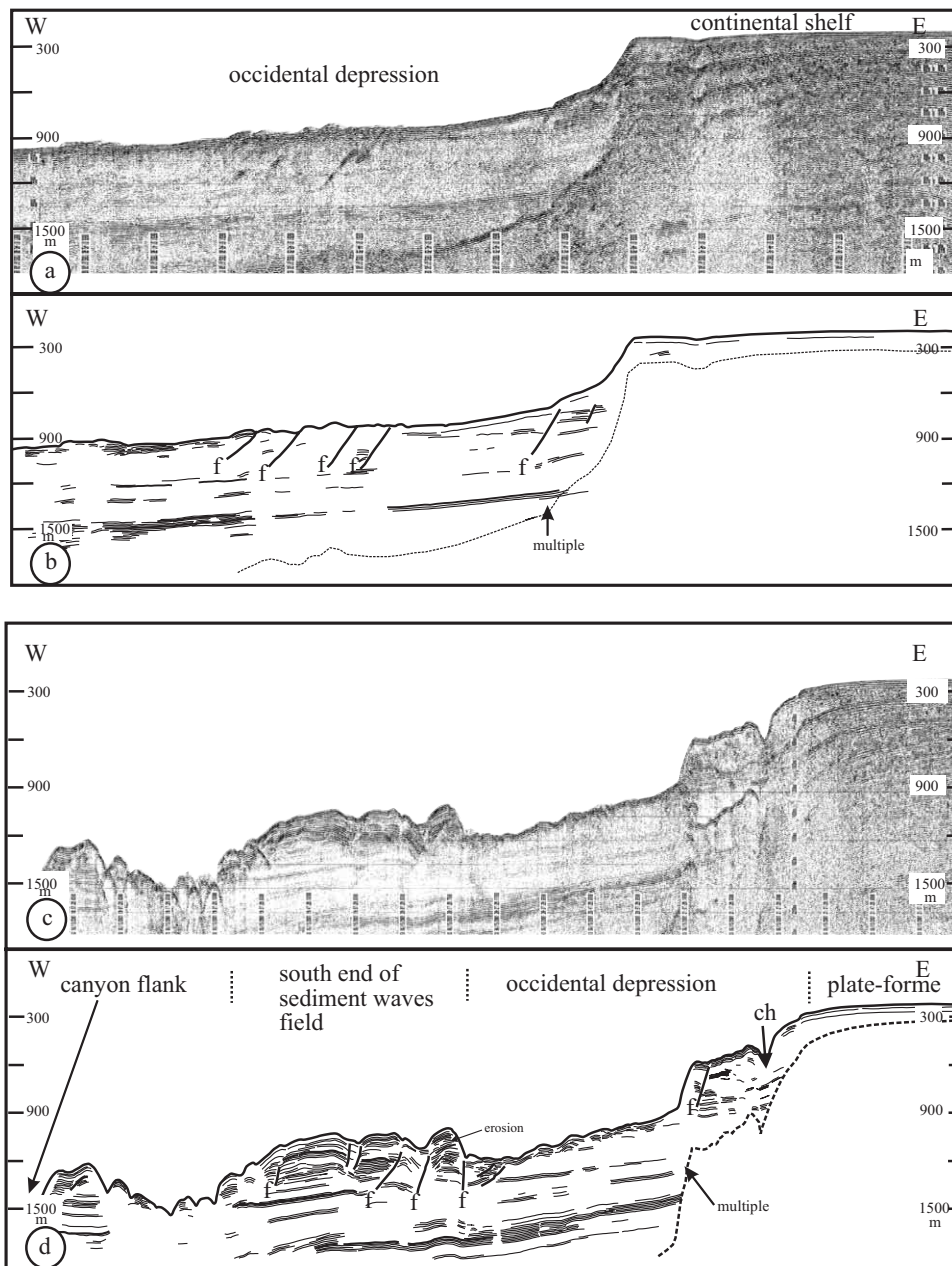 W
E
continental shelf
300
300
occidental depression
900
900
1500
m
1500
m
a
W
E
300
300
900
900
f
f
f
f
f
1500
m
1500
multiple
b
W
E
300
300
900
900
1500
m
1500
m
c
W
E
canyon flank
south end of
sediment waves
field
occidental depression
plate-forme
300
ch
300
900
f
900
erosion
f
f
f
f
1500
m
multiple
1500
m
d